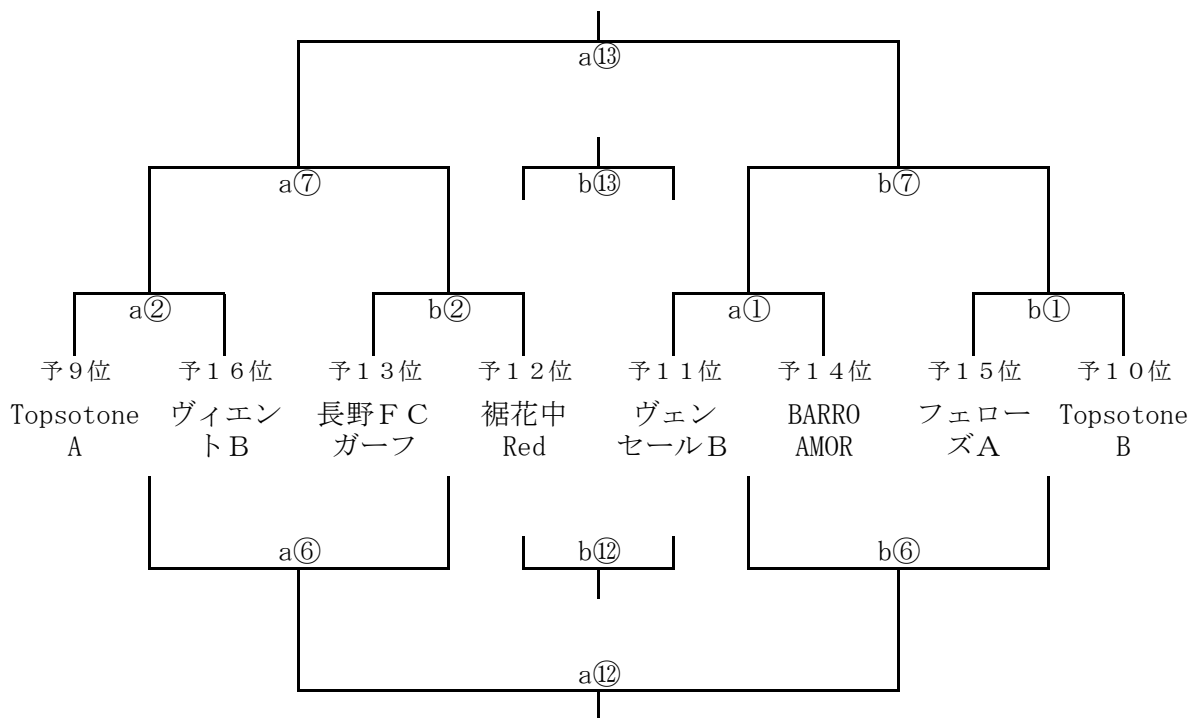 a⑬
a⑦ b⑬ b⑦
a② b② a① b①
予９位 予１６位 予１３位 予１２位 予１１位 予１４位 予１５位 予１０位
Topsotone ヴィエン 長野ＦＣ 裾花中 ヴェン BARRO フェロー Topsotone
A トＢ ガーフ Red セールＢ AMOR ズＡ B
a⑥ b⑫ b⑥
a⑫